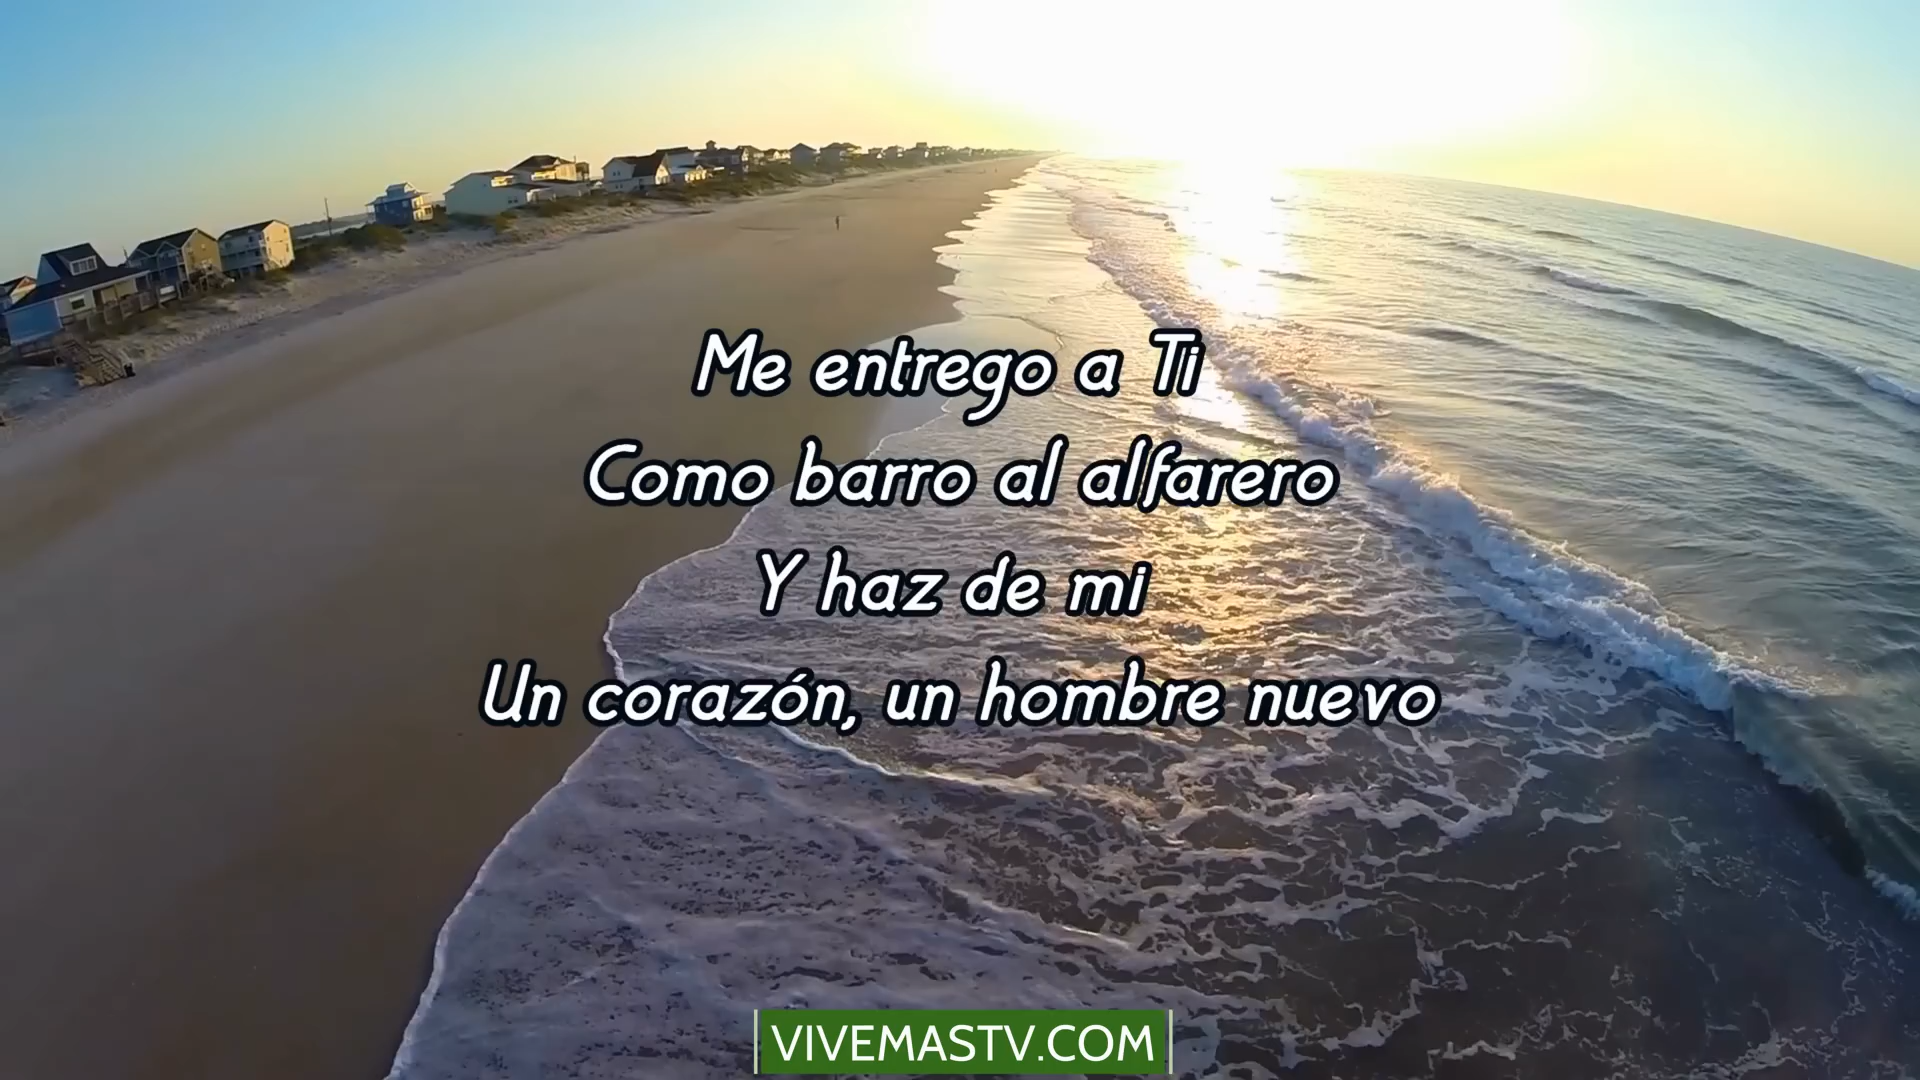 Me entrego a Ti
Como barro al alfarero
Y haz de mi
Un corazón, un hombre nuevo
VIVEMASTV.COM